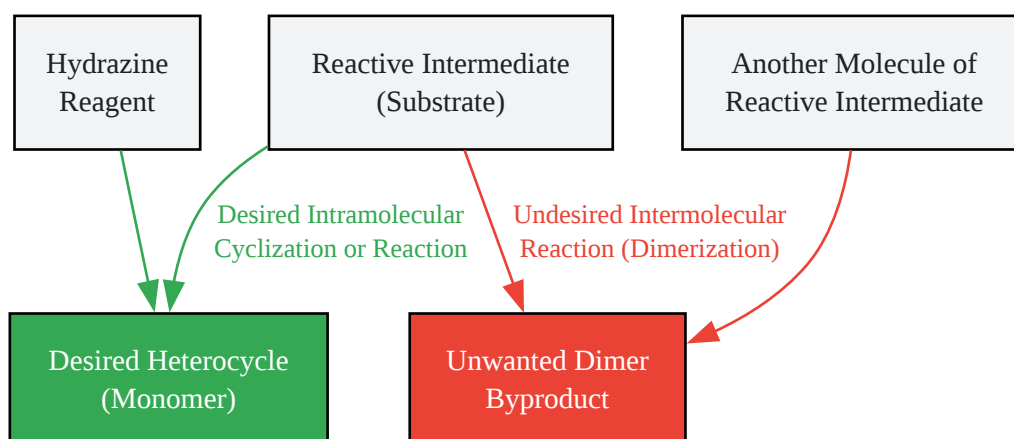 Hydrazine
Reagent
Reactive Intermediate
(Substrate)
Another Molecule of
Reactive Intermediate
Desired Intramolecular
Cyclization or Reaction
Undesired Intermolecular
Reaction (Dimerization)
Desired Heterocycle
(Monomer)
Unwanted Dimer
Byproduct